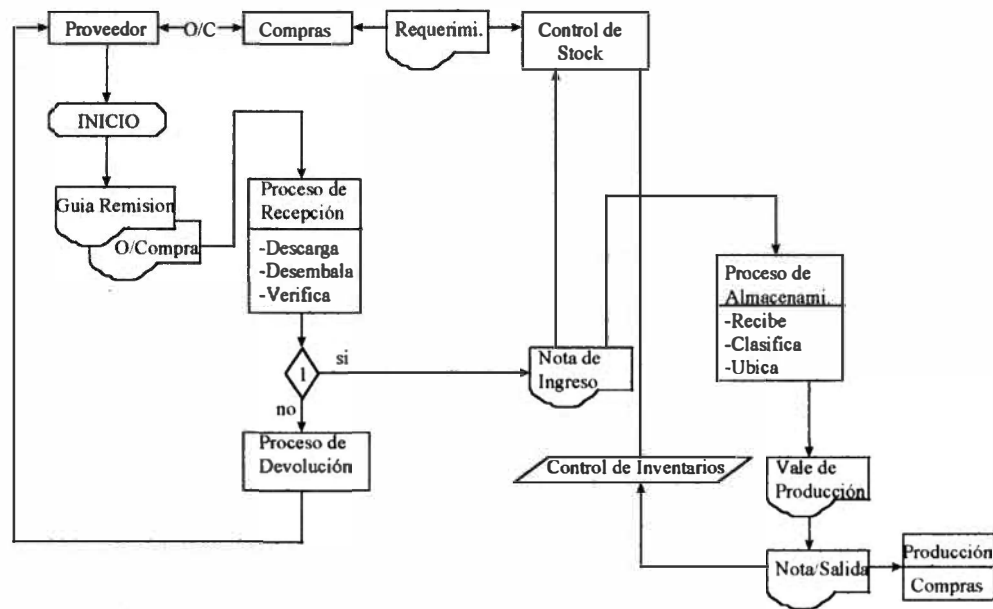 Proveedor
O/C
Compras
Requerimi.
Control de
Stock
INICIO
Guia Remision
O/Compra
Proceso de
Recepción
-Descarga
-Desembala
-Verifica
1
si
no
Proceso de
Devolución
Nota de
Ingreso
Proceso de
Almacenami.
-Recibe
-Clasifica
-Ubica
Control de Inventarios
Vale de
Producción
Nota/Salida
Producción
Compras